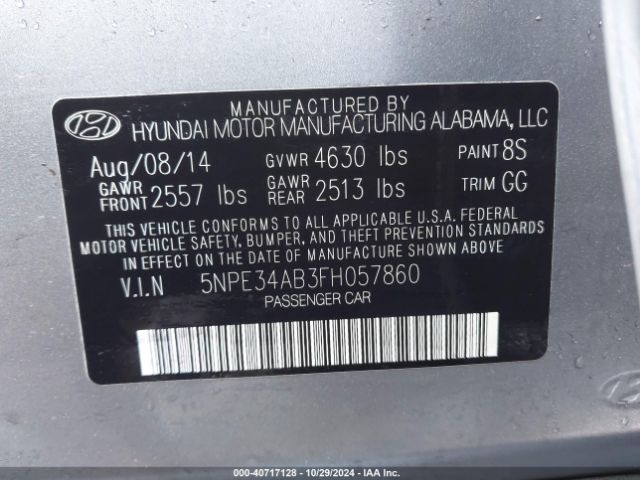 MANUFACTURED BY
HYUNDAI MOTOR MANUFACTURING ALABAMA, LLC
Aug/08/14 GVWR 4630 lbs PAINT 8S
GAWR FRONT 2557 lbs GAWR REAR 2513 lbs TRIM GG
THIS VEHICLE CONFORMS TO ALL APPLICABLE U.S.A. FEDERAL
MOTOR VEHICLE SAFETY, BUMPER, AND THEFT PREVENTION STANDARDS
IN EFFECT ON THE DATE OF MANUFACTURE SHOWN ABOVE.
V.I.N 5NPE34AB3FH057860
PASSENGER CAR
© - 40717128 - 10/29/2024 - IAA Inc.